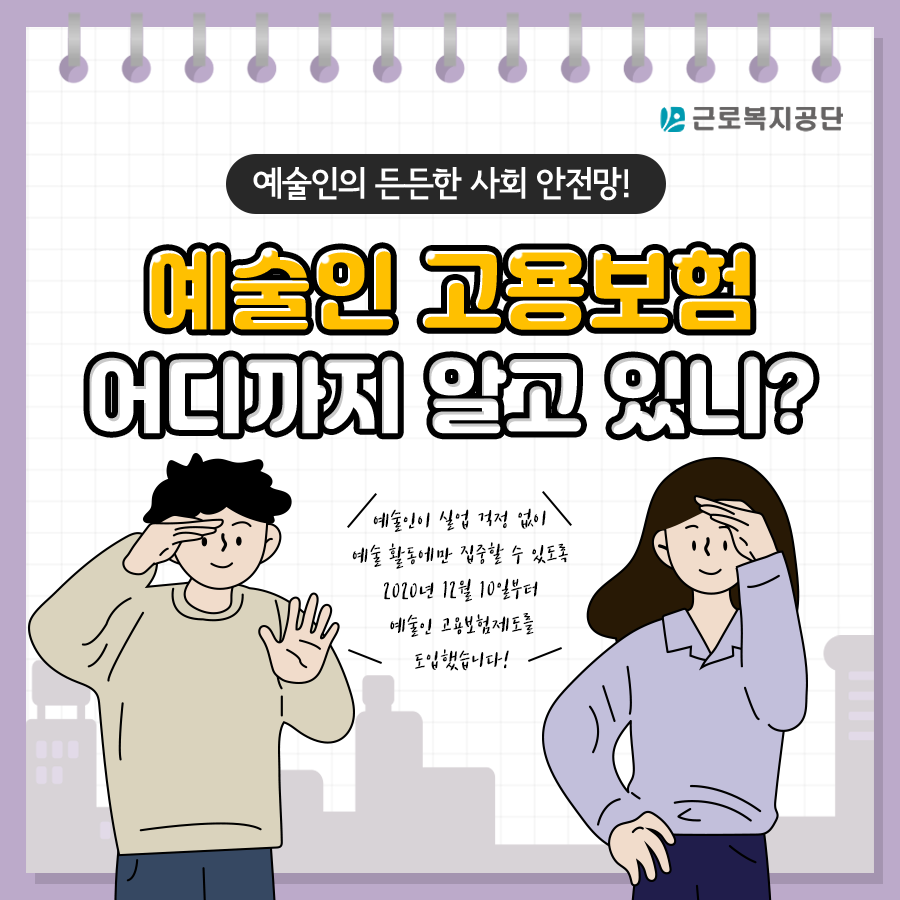 근로복지공단
예술인의 든든한 사회 안전망!
예술인 고용보험
어디까지 알고 있니?
예술인이 실업 걱정 없이
예술 활동에만 집중할 수 있도록
2020년 12월 10일부터
예술인 고용보험제도를
도입했습니다!